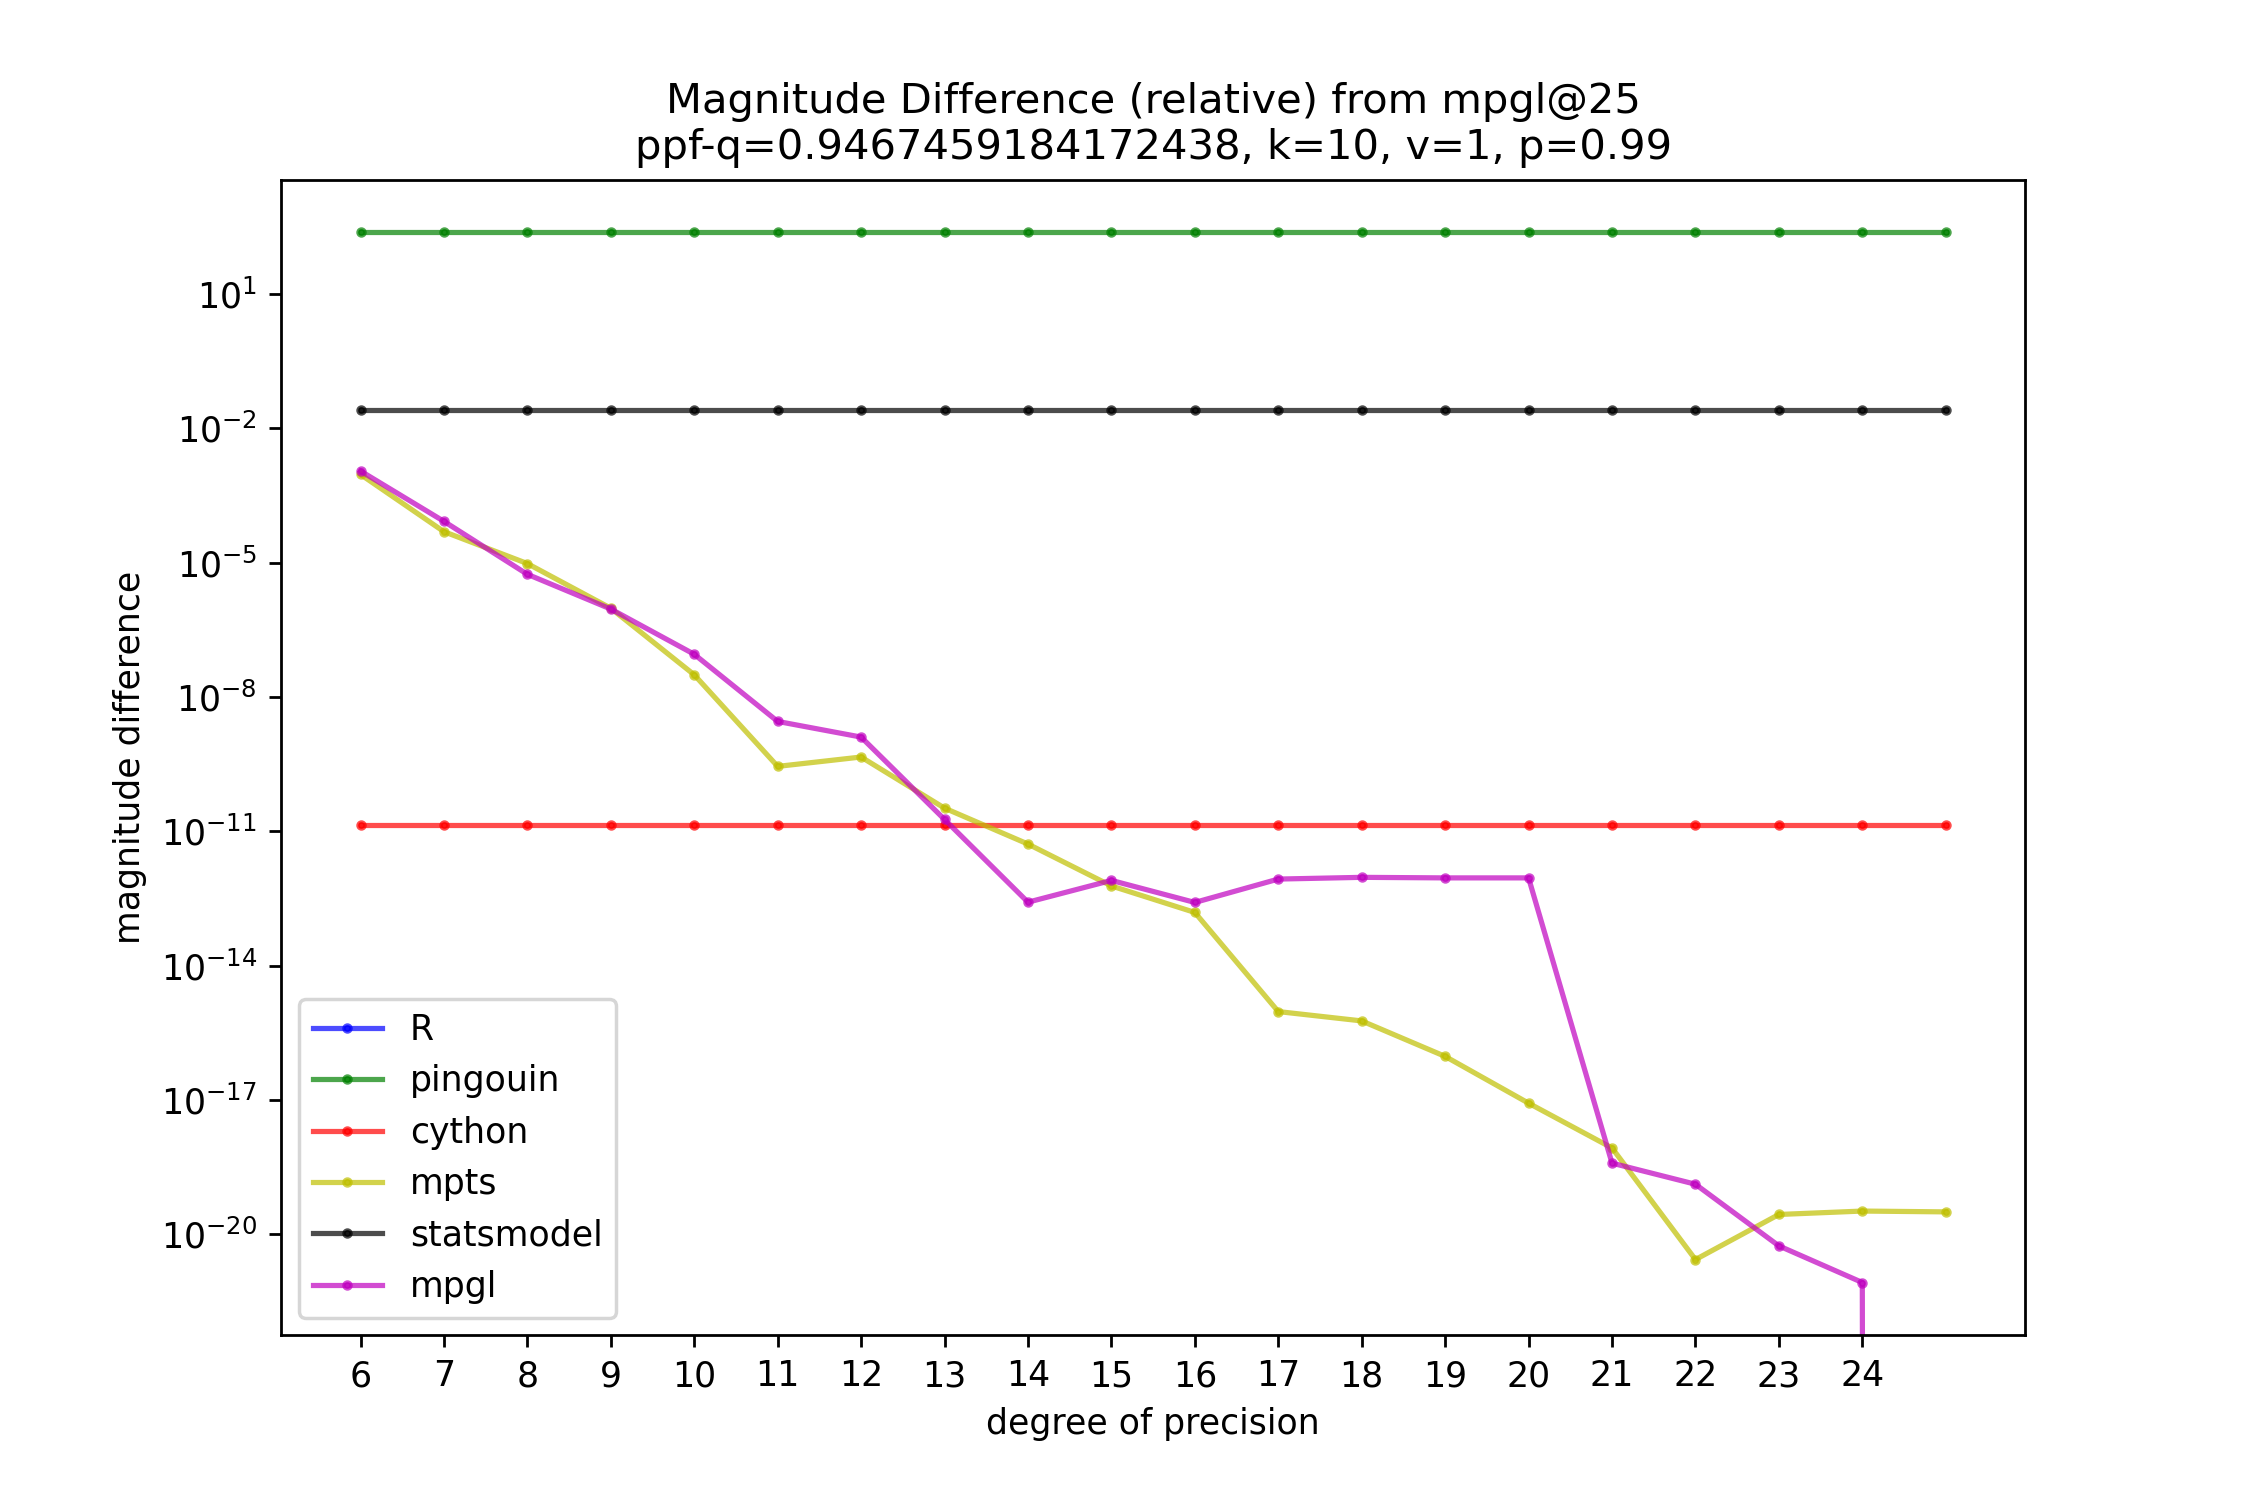 Magnitude Difference (relative) from mpgl@25
ppf-q=0.9467459184172438, k=10, v=1, p=0.99
magnitude difference
10¹
10⁻²
10⁻⁵
10⁻⁸
10⁻¹¹
10⁻¹⁴
10⁻¹⁷
10⁻²⁰
R
pingouin
cython
mpts
statsmodel
mpgl
6 7 8 9 10 11 12 13 14 15 16 17 18 19 20 21 22 23 24
degree of precision